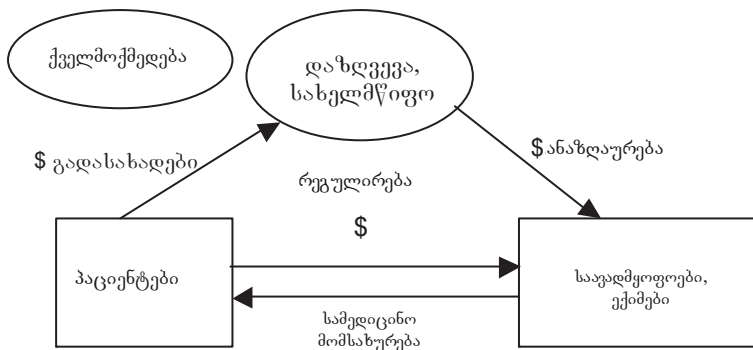 ქველმოქმედება
დაზღვევა,
სახელმწიფო
$ გადასახადები
$ ანაზღაურება
რეგულირება
$
პაციენტები
საავადმყოფოები,
ექიმები
სამედიცინო
მომსახურება